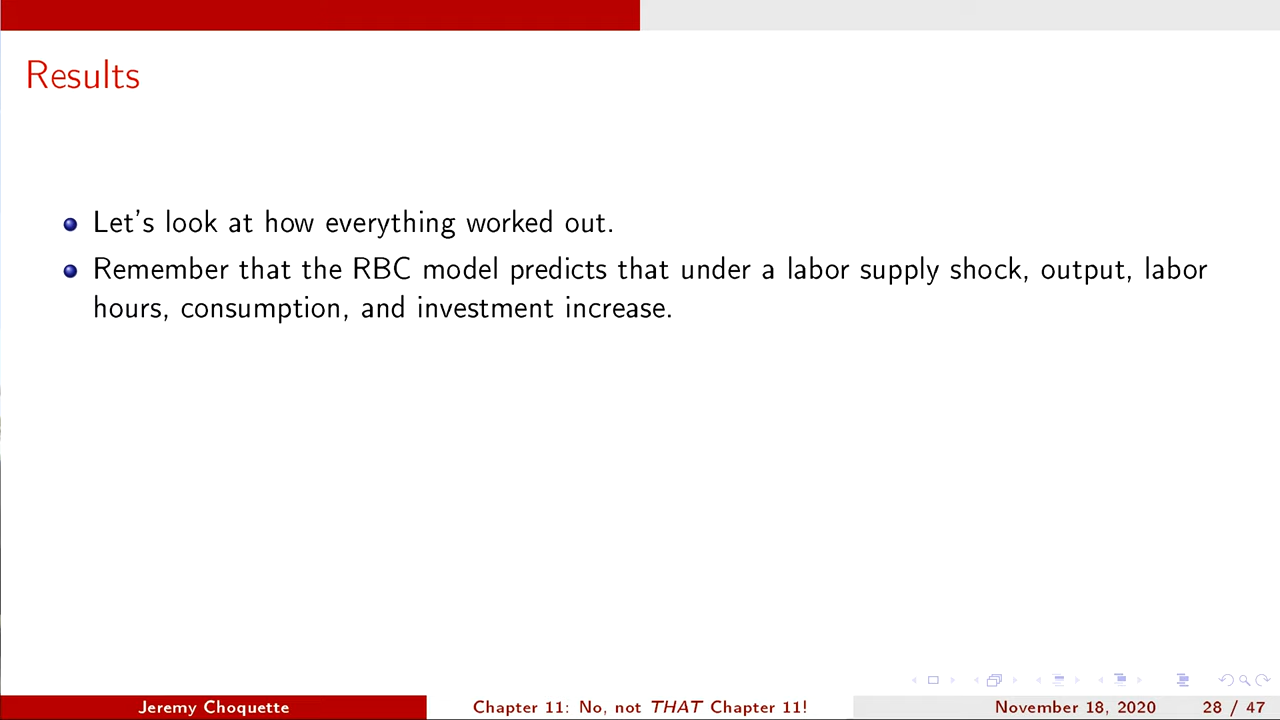 Results
Let's look at how everything worked out.
Remember that the RBC model predicts that under a labor supply shock, output, labor
hours, consumption, and investment increase.
Jeremy Choquette
Chapter 11: No, not THAT Chapter 11!
November 18, 2020
28 / 47